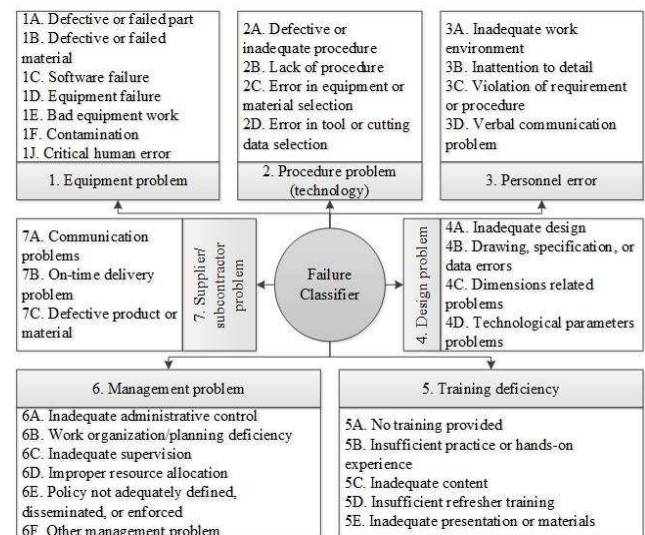 1A. Defective or failed part
1B. Defective or failed
material
1C. Software failure
1D. Equipment failure
1E. Bad equipment work
1F. Contamination
1J. Critical human error
1. Equipment problem
2A. Defective or
inadequate procedure
2B. Lack of procedure
2C. Error in equipment or
material selection
2D. Error in tool or cutting
data selection
2. Procedure problem
(technology)
3A. Inadequate work
environment
3B. Inattention to detail
3C. Violation of requirement
or procedure
3D. Verbal communication
problem
3. Personnel error
7A. Communication
problems
7B. On-time delivery
problem
7C. Defective product or
material
7. Supplier/
subcontractor
problem
Failure
Classifier
4. Design problem
4A. Inadequate design
4B. Drawing, specification, or
data errors
4C. Dimensions related
problems
4D. Technological parameters
problems
6. Management problem
6A. Inadequate administrative control
6B. Work organization/planning deficiency
6C. Inadequate supervision
6D. Improper resource allocation
6E. Policy not adequately defined,
disseminated, or enforced
6F. Other management problem
5. Training deficiency
5A. No training provided
5B. Insufficient practice or hands-on
experience
5C. Inadequate content
5D. Insufficient refresher training
5E. Inadequate presentation or materials